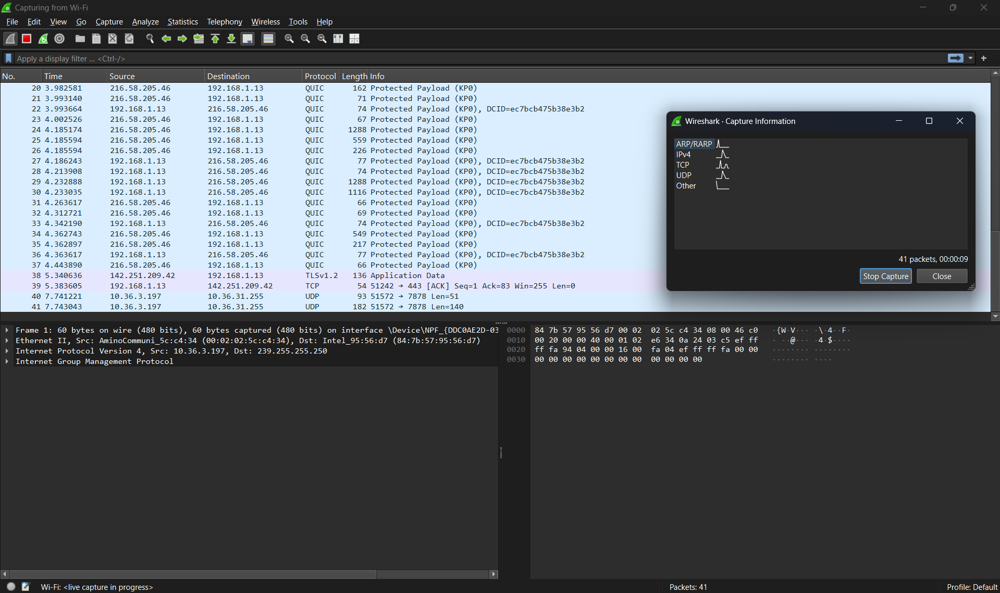 Capturing from Wi-Fi
File Edit View Go Capture Analyze Statistics Telephony Wireless Tools Help
Apply a display filter ... <Ctrl-/>
No. Time Source Destination Protocol Length Info
20 3.982581 216.58.205.46 192.168.1.13 QUIC 162 Protected Payload (KP0)
21 3.993140 216.58.205.46 192.168.1.13 QUIC 71 Protected Payload (KP0)
22 3.993664 192.168.1.13 216.58.205.46 QUIC 74 Protected Payload (KP0), DCID=ec7bcb475b38e3b2
23 4.002526 216.58.205.46 192.168.1.13 QUIC 67 Protected Payload (KP0)
24 4.185174 216.58.205.46 192.168.1.13 QUIC 1288 Protected Payload (KP0)
25 4.185594 216.58.205.46 192.168.1.13 QUIC 559 Protected Payload (KP0)
26 4.185594 216.58.205.46 192.168.1.13 QUIC 226 Protected Payload (KP0)
27 4.186243 192.168.1.13 216.58.205.46 QUIC 77 Protected Payload (KP0), DCID=ec7bcb475b38e3b2
28 4.213908 192.168.1.13 216.58.205.46 QUIC 74 Protected Payload (KP0), DCID=ec7bcb475b38e3b2
29 4.232888 192.168.1.13 216.58.205.46 QUIC 1288 Protected Payload (KP0), DCID=ec7bcb475b38e3b2
30 4.233035 192.168.1.13 216.58.205.46 QUIC 1116 Protected Payload (KP0), DCID=ec7bcb475b38e3b2
31 4.263617 216.58.205.46 192.168.1.13 QUIC 66 Protected Payload (KP0)
32 4.312721 216.58.205.46 192.168.1.13 QUIC 69 Protected Payload (KP0)
33 4.342190 192.168.1.13 216.58.205.46 QUIC 74 Protected Payload (KP0), DCID=ec7bcb475b38e3b2
34 4.362743 216.58.205.46 192.168.1.13 QUIC 549 Protected Payload (KP0)
35 4.362897 216.58.205.46 192.168.1.13 QUIC 217 Protected Payload (KP0)
36 4.363617 192.168.1.13 216.58.205.46 QUIC 77 Protected Payload (KP0), DCID=ec7bcb475b38e3b2
37 4.443890 216.58.205.46 192.168.1.13 QUIC 66 Protected Payload (KP0)
38 5.340636 142.251.209.42 192.168.1.13 TLSv1.2 136 Application Data
39 5.383605 192.168.1.13 142.251.209.42 TCP 54 51242 → 443 [ACK] Seq=1 Ack=83 Win=255 Len=0
40 7.741221 10.36.3.197 10.36.31.255 UDP 93 51572 → 7878 Len=51
41 7.743043 10.36.3.197 10.36.31.255 UDP 182 51572 → 7878 Len=140
Wireshark · Capture Information
ARP/RARP
IPv4
TCP
UDP
Other
41 packets, 00:00:09
Stop Capture Close
Frame 1: 60 bytes on wire (480 bits), 60 bytes captured (480 bits) on interface \Device\NPF_{DDC0AE2D-03
Ethernet II, Src: AminoCommuni_5c:c4:34 (00:02:02:5c:c4:34), Dst: Intel_95:56:d7 (84:7b:57:95:56:d7)
Internet Protocol Version 4, Src: 10.36.3.197, Dst: 239.255.255.250
Internet Group Management Protocol
0000 84 7b 57 95 56 d7 00 02 02 5c c4 34 08 00 46 c0 ·{W·V··· ·\·4··F·
0010 00 20 00 00 40 00 01 02 e6 34 0a 24 03 c5 ef ff · ··@··· ·4·$····
0020 ff fa 94 04 00 00 16 00 fa 04 ef ff ff fa 00 00 ········ ········
0030 00 00 00 00 00 00 00 00 00 00 00 00 ········ ····
Wi-Fi: <live capture in progress>
Packets: 41
Profile: Default